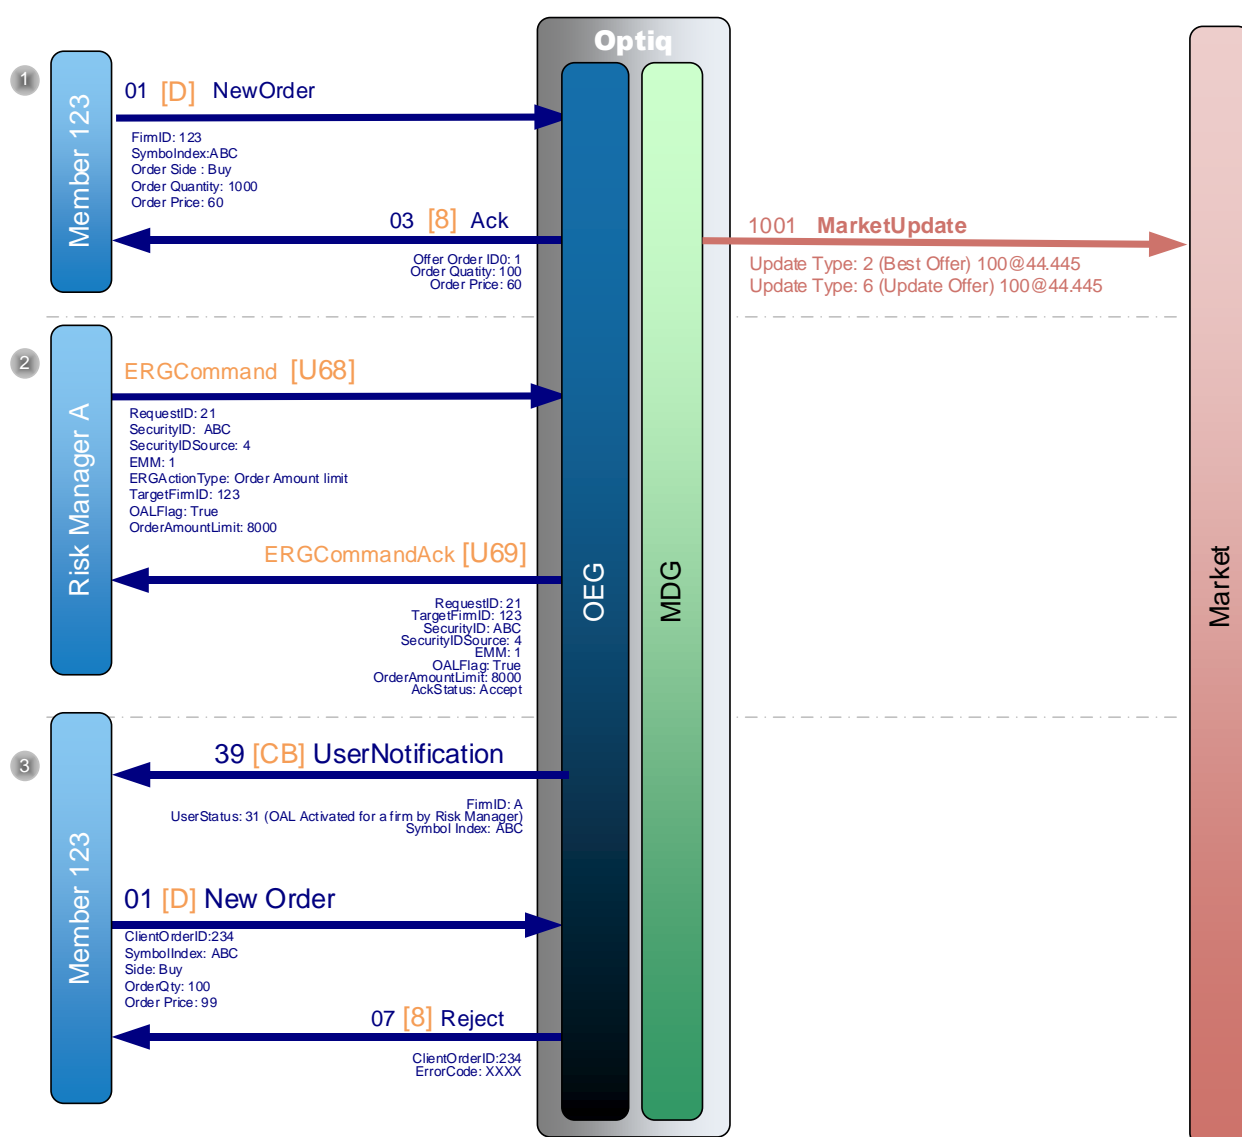 Optiq
1
Member 123
01 [D] NewOrder
FirmID: 123
SymbolIndex:ABC
Order Side : Buy
Order Quantity: 1000
Order Price: 60
03 [8] Ack
Offer Order ID0: 1
Order Quatity: 100
Order Price: 60
1001 MarketUpdate
Update Type: 2 (Best Offer) 100@44.445
Update Type: 6 (Update Offer) 100@44.445
2
Risk Manager A
ERGCommand [U68]
RequestID: 21
SecurityID: ABC
SecurityIDSource: 4
EMM: 1
ERGActionType: Order Amount limit
TargetFirmID: 123
OALFlag: True
OrderAmountLimit: 8000
ERGCommandAck [U69]
RequestID: 21
TargetFirmID: 123
SecurityID: ABC
SecurityIDSource: 4
EMM: 1
OALFlag: True
OrderAmountLimit: 8000
AckStatus: Accept
OEG
MDG
Market
3
Member 123
39 [CB] UserNotification
FirmID: A
UserStatus: 31 (OAL Activated for a firm by Risk Manager)
Symbol Index: ABC
01 [D] New Order
ClientOrderID:234
SymbolIndex: ABC
Side: Buy
OrderQty: 100
Order Price: 99
07 [8] Reject
ClientOrderID:234
ErrorCode: XXXX